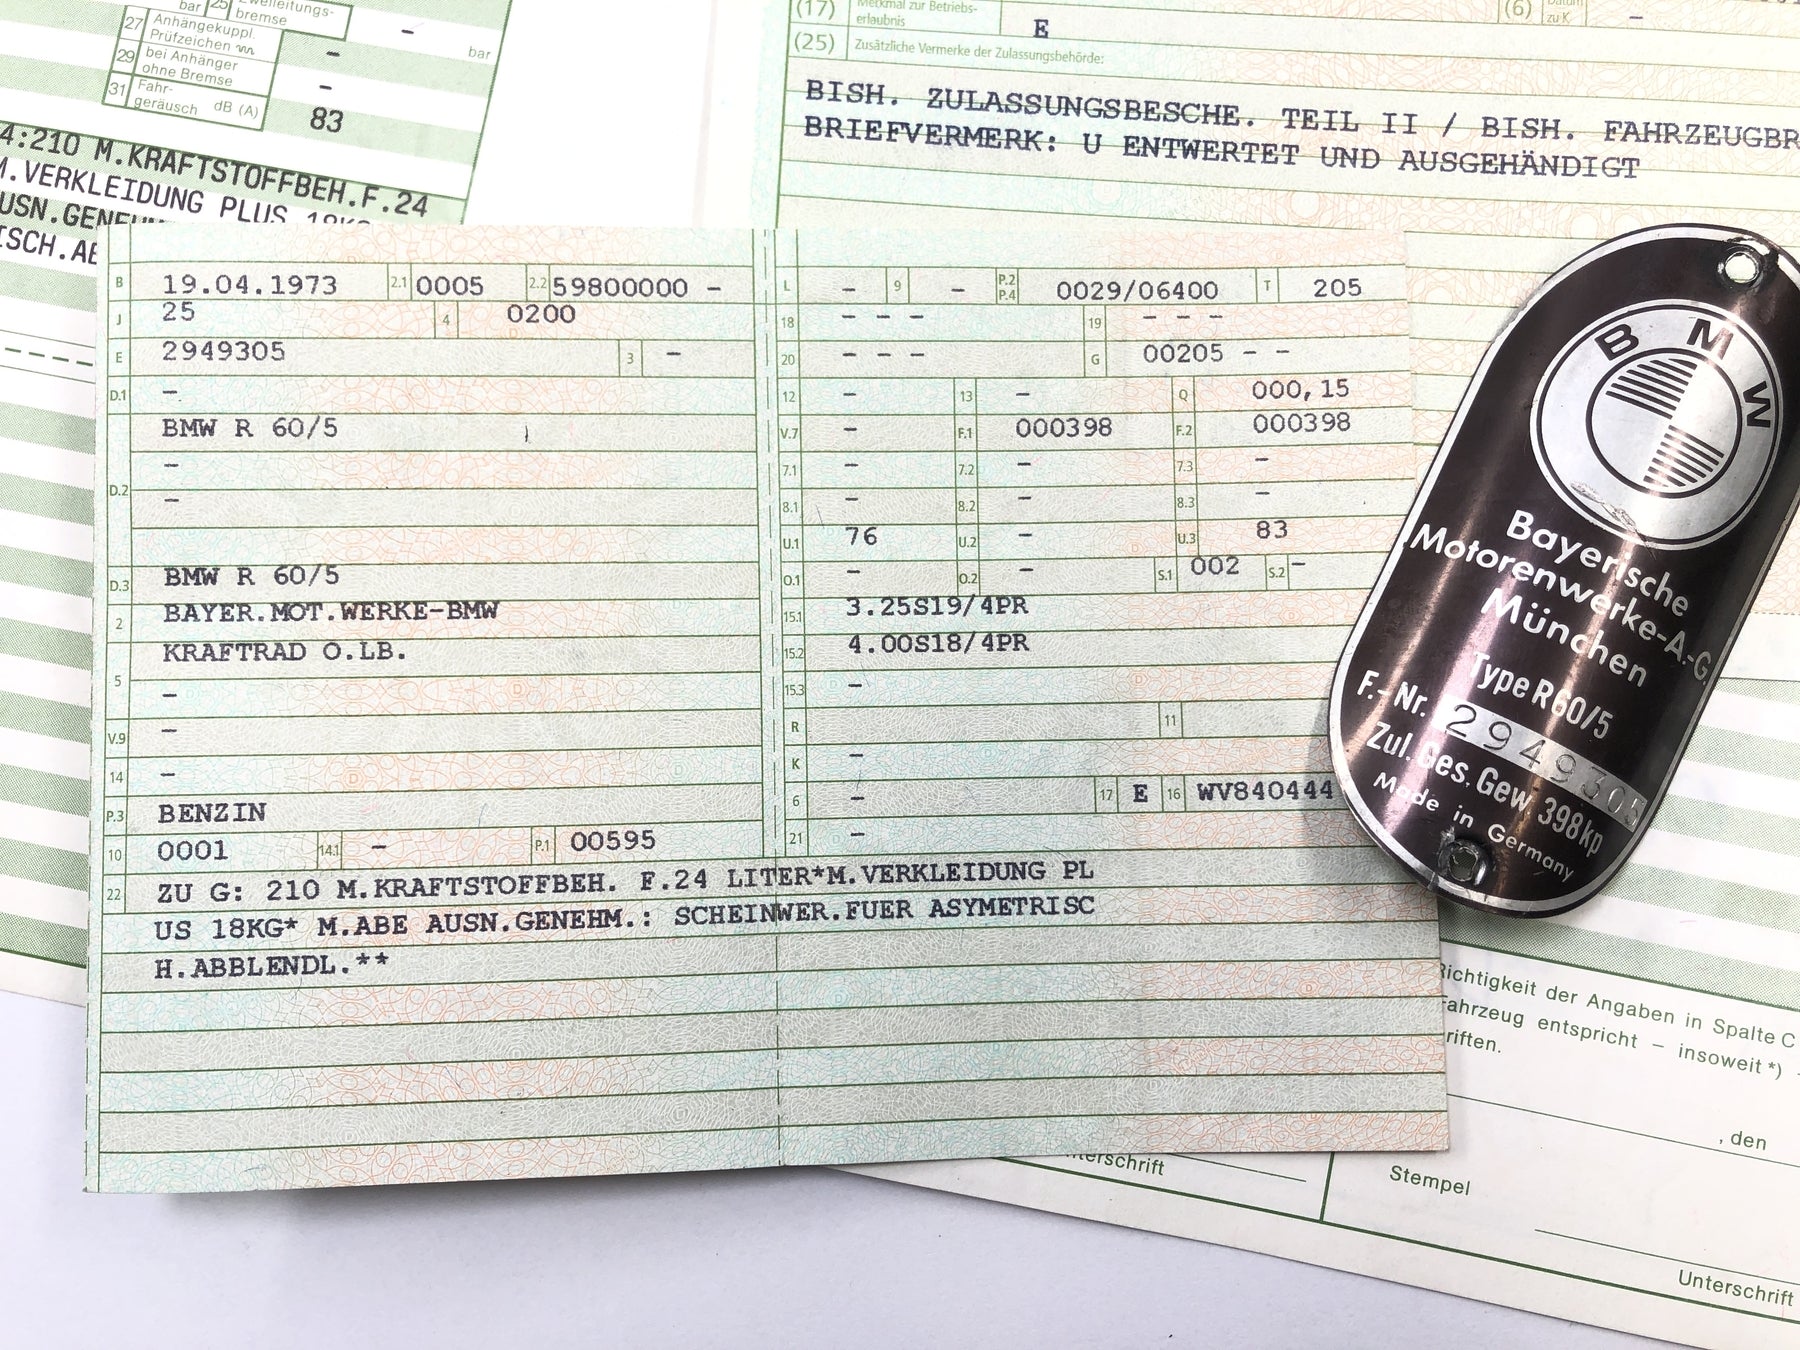 bar
25
Zweileitungs-
bremse
-
bar
27
Anhängekuppl.
Prüfzeichen
-
29
bei Anhänger
ohne Bremse
-
31
Fahr-
geräusch dB (A)
83
4:210 M.KRAFTSTOFFBEH.F.24
M.VERKLEIDUNG PLUS 18KG
USN.GENEHM
ISCH.AB
(17) Merkmal zur Betriebs-
erlaubnis
E
(6) Datum
zu K
-
(25) Zusätzliche Vermerke der Zulassungsbehörde:
BISH. ZULASSUNGSBESCHE. TEIL II / BISH. FAHRZEUGBR
BRIEFVERMERK: U ENTWERTET UND AUSGEHÄNDIGT
B 19.04.1973 2.1 0005 2.2 59800000 -
J 25 4 0200
E 2949305 3 -
D.1 -
BMW R 60/5
-
D.2 -
D.3 BMW R 60/5
2 BAYER.MOT.WERKE-BMW
KRAFTRAD O.LB.
5 -
V.9 -
14 -
P.3 BENZIN
10 0001 14.1 - P.1 00595
L - 9 - P.2 P.4 0029/06400 T 205
18 - - - 19 - - -
20 - - - G 00205 - -
12 - 13 - Q 000,15
V.7 - F.1 000398 F.2 000398
7.1 - 7.2 - 7.3 -
8.1 - 8.2 - 8.3 -
U.1 76 U.2 - U.3 83
O.1 - O.2 - S.1 002 S.2 -
15.1 3.25S19/4PR
15.2 4.00S18/4PR
15.3 -
R 11
K -
6 - 17 E 16 WV840444
21 -
22 ZU G: 210 M.KRAFTSTOFFBEH. F.24 LITER*M.VERKLEIDUNG PL
US 18KG* M.ABE AUSN.GENEHM.: SCHEINWER.FUER ASYMETRISC
H.ABBLENDL.**
BMW
Bayerische
Motorenwerke-A.-G.
München
Type R60/5
F.-Nr. 2949305
Zul. Ges. Gew. 398kp
Made in Germany
Richtigkeit der Angaben in Spalte C
Fahrzeug entspricht – insoweit *)
riften.
, den
nterschrift
Stempel
Unterschrift